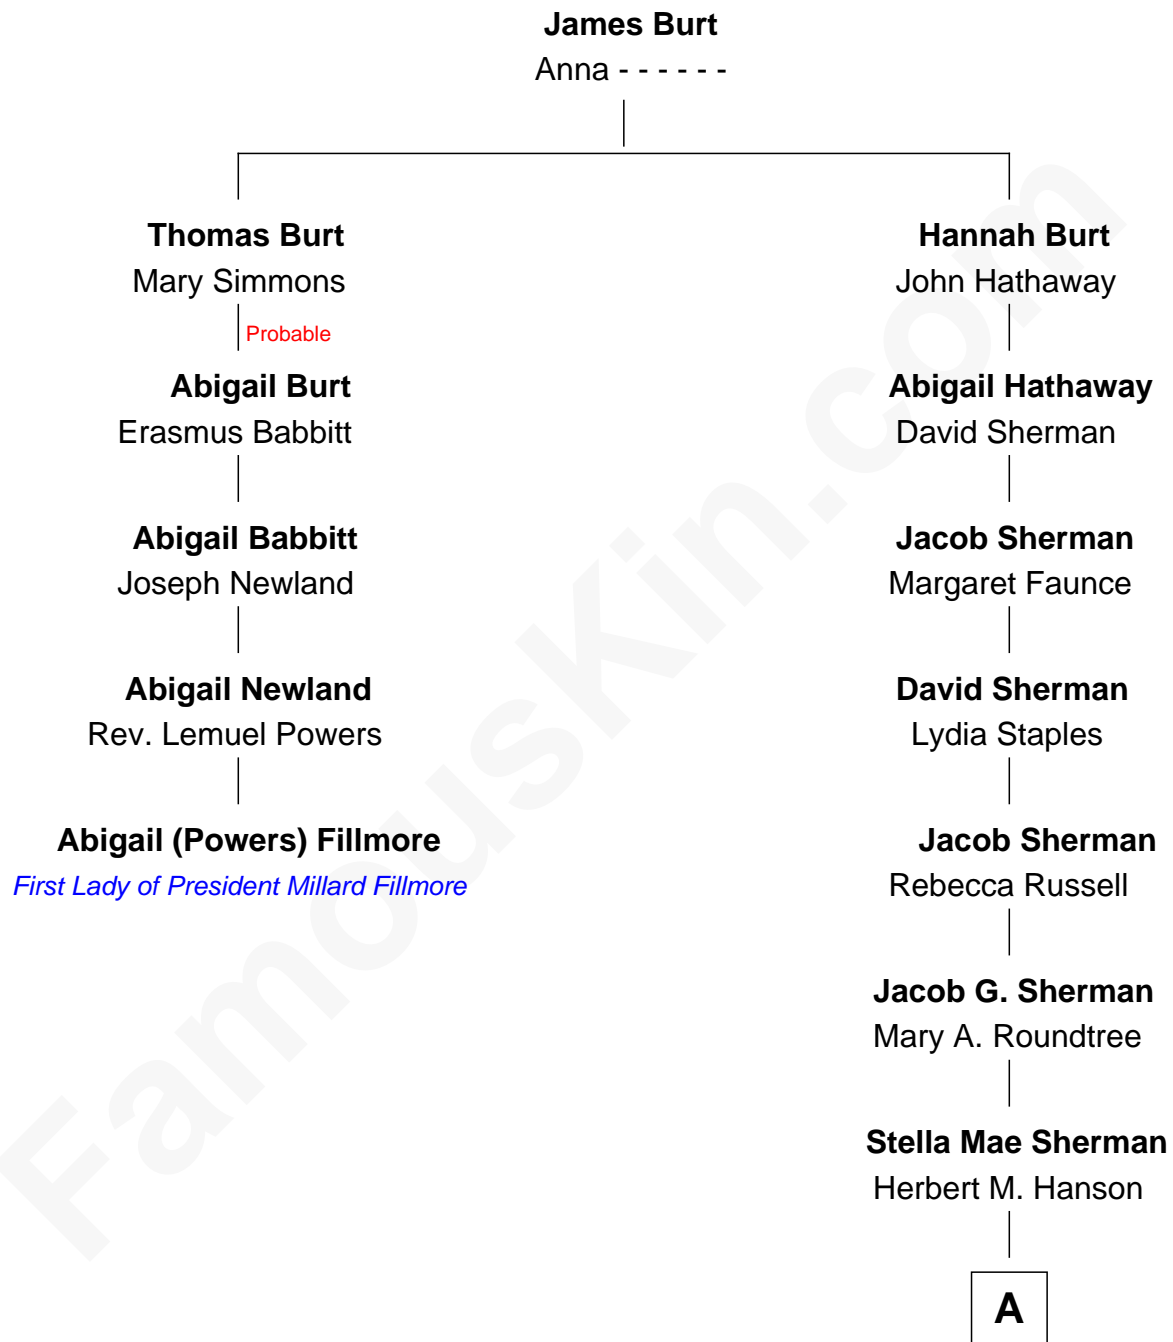 James Burt
Anna - - - - - -
Thomas Burt
Mary Simmons
Probable
Abigail Burt
Erasmus Babbitt
Abigail Babbitt
Joseph Newland
Abigail Newland
Rev. Lemuel Powers
Abigail (Powers) Fillmore
First Lady of President Millard Fillmore
Hannah Burt
John Hathaway
Abigail Hathaway
David Sherman
Jacob Sherman
Margaret Faunce
David Sherman
Lydia Staples
Jacob Sherman
Rebecca Russell
Jacob G. Sherman
Mary A. Roundtree
Stella Mae Sherman
Herbert M. Hanson
A
FamousKin.com